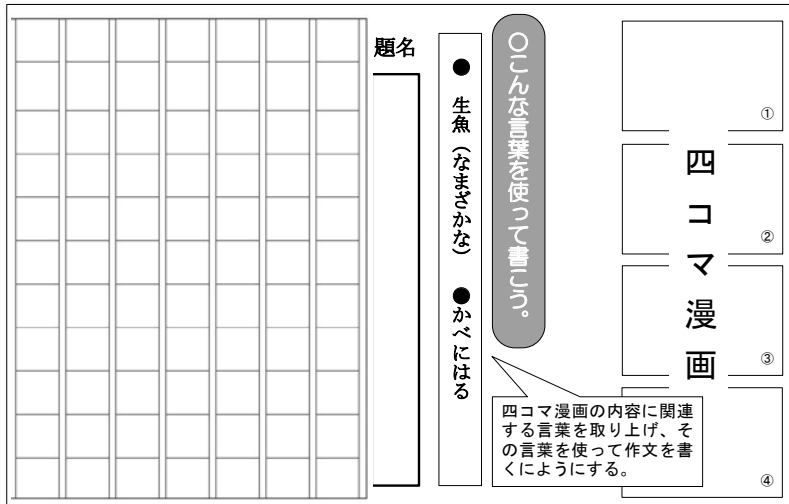 四コマ漫画
①
②
③
④
○こんな言葉を使って書こう。
● 生魚（なまざかな） ●かべにはる
四コマ漫画の内容に関連
する言葉を取り上げ、そ
の言葉を使って作文を書
くにようにする。
題名